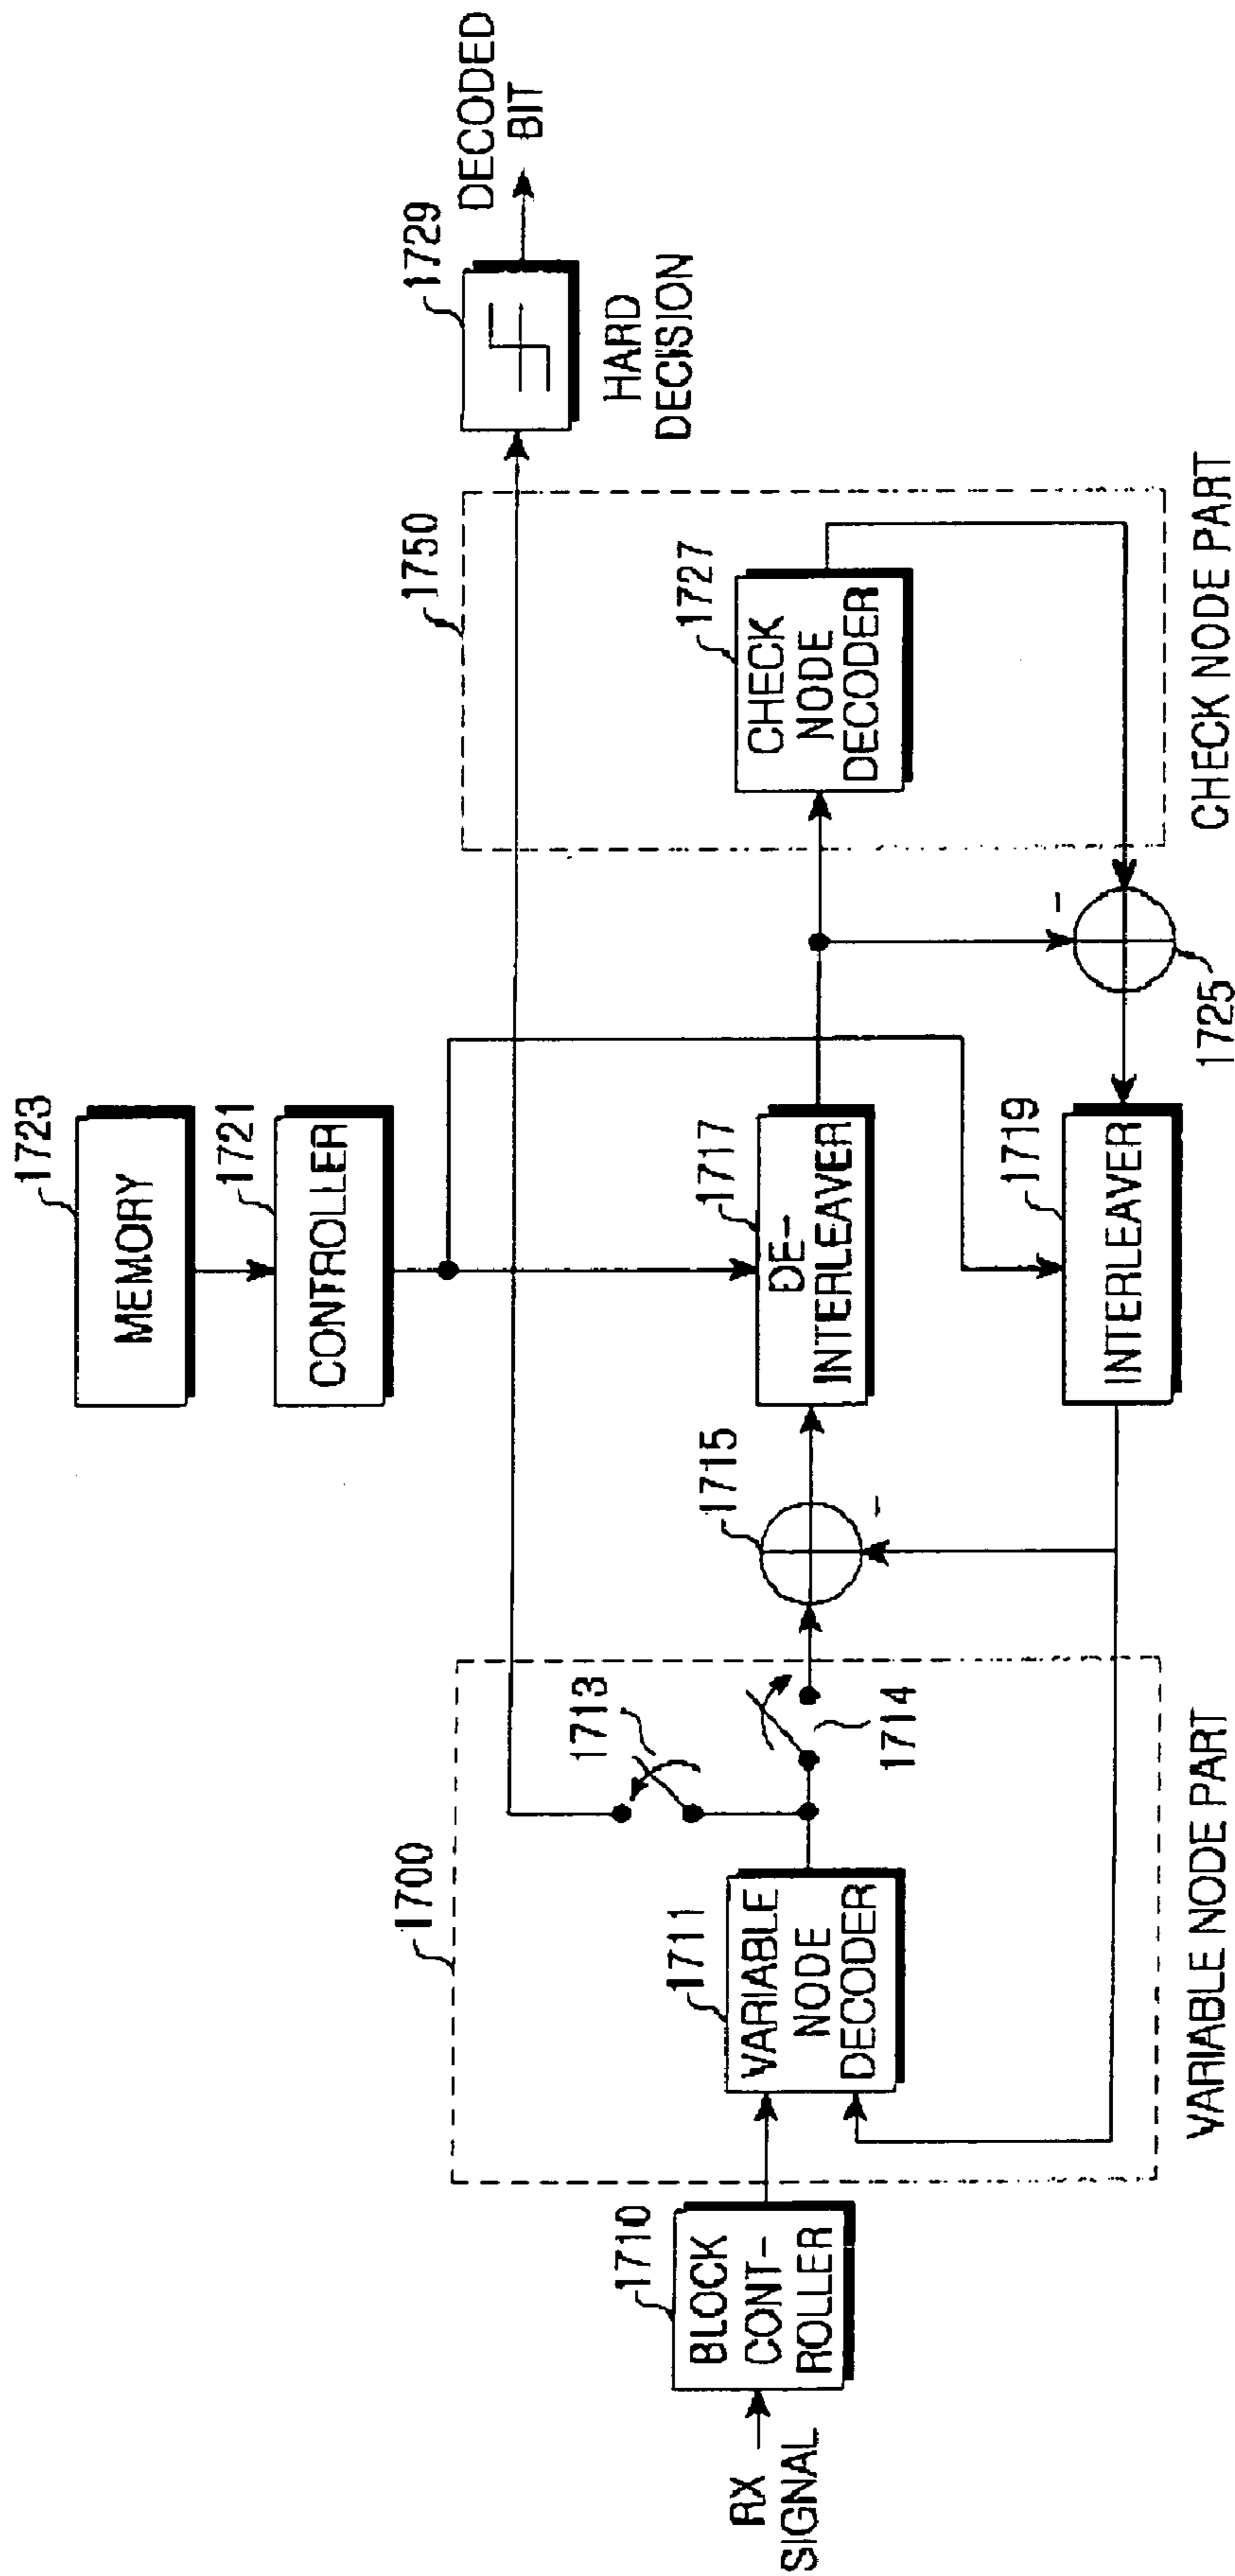 1723
MEMORY
1721
CONTROLLER
1729
DECODED
BIT
HARD
DECISION
1700
1750
1713
1714
1710
BLOCK
CONT-
ROLLER
RX
SIGNAL
1711
VARIABLE
NODE
DECODER
1715
-
1717
DE-
INTERLEAVER
1727
CHECK
NODE
DECODER
-
1725
1719
INTERLEAVER
VARIABLE NODE PART
CHECK NODE PART